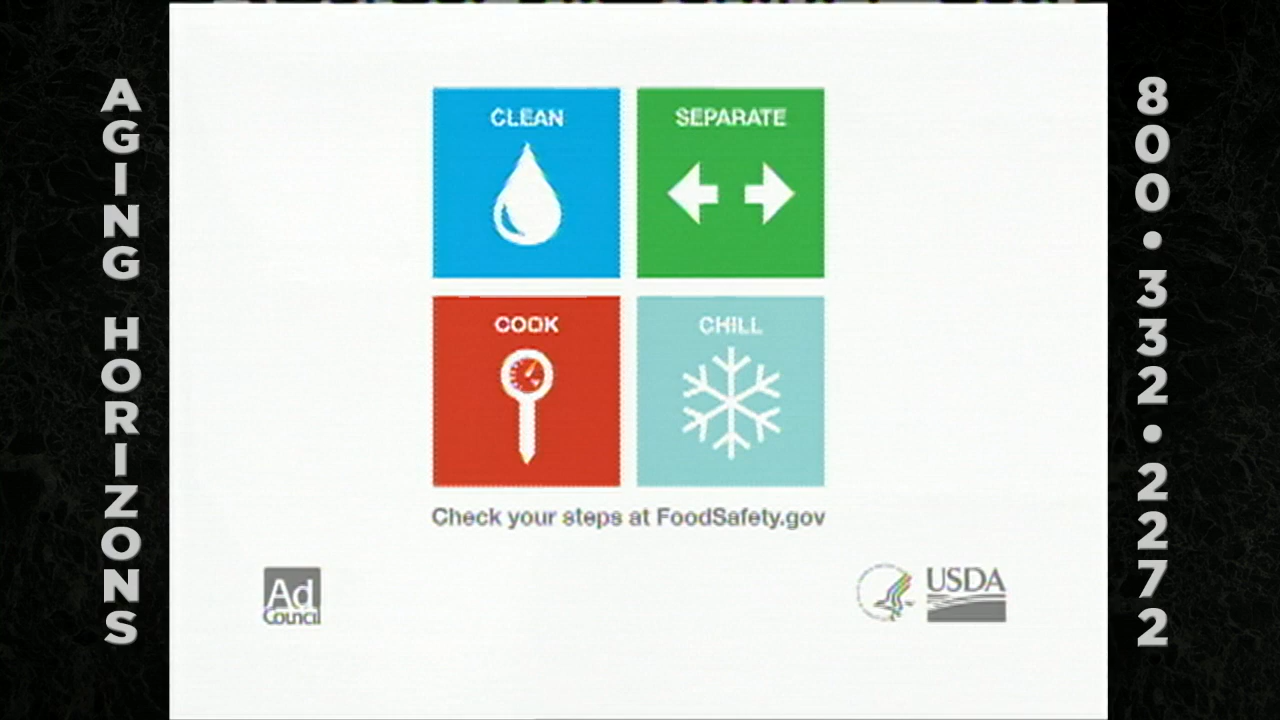 AGING HORIZONS
CLEAN
SEPARATE
COOK
CHILL
Check your steps at FoodSafety.gov
Ad
Council
USDA
800•332•2272